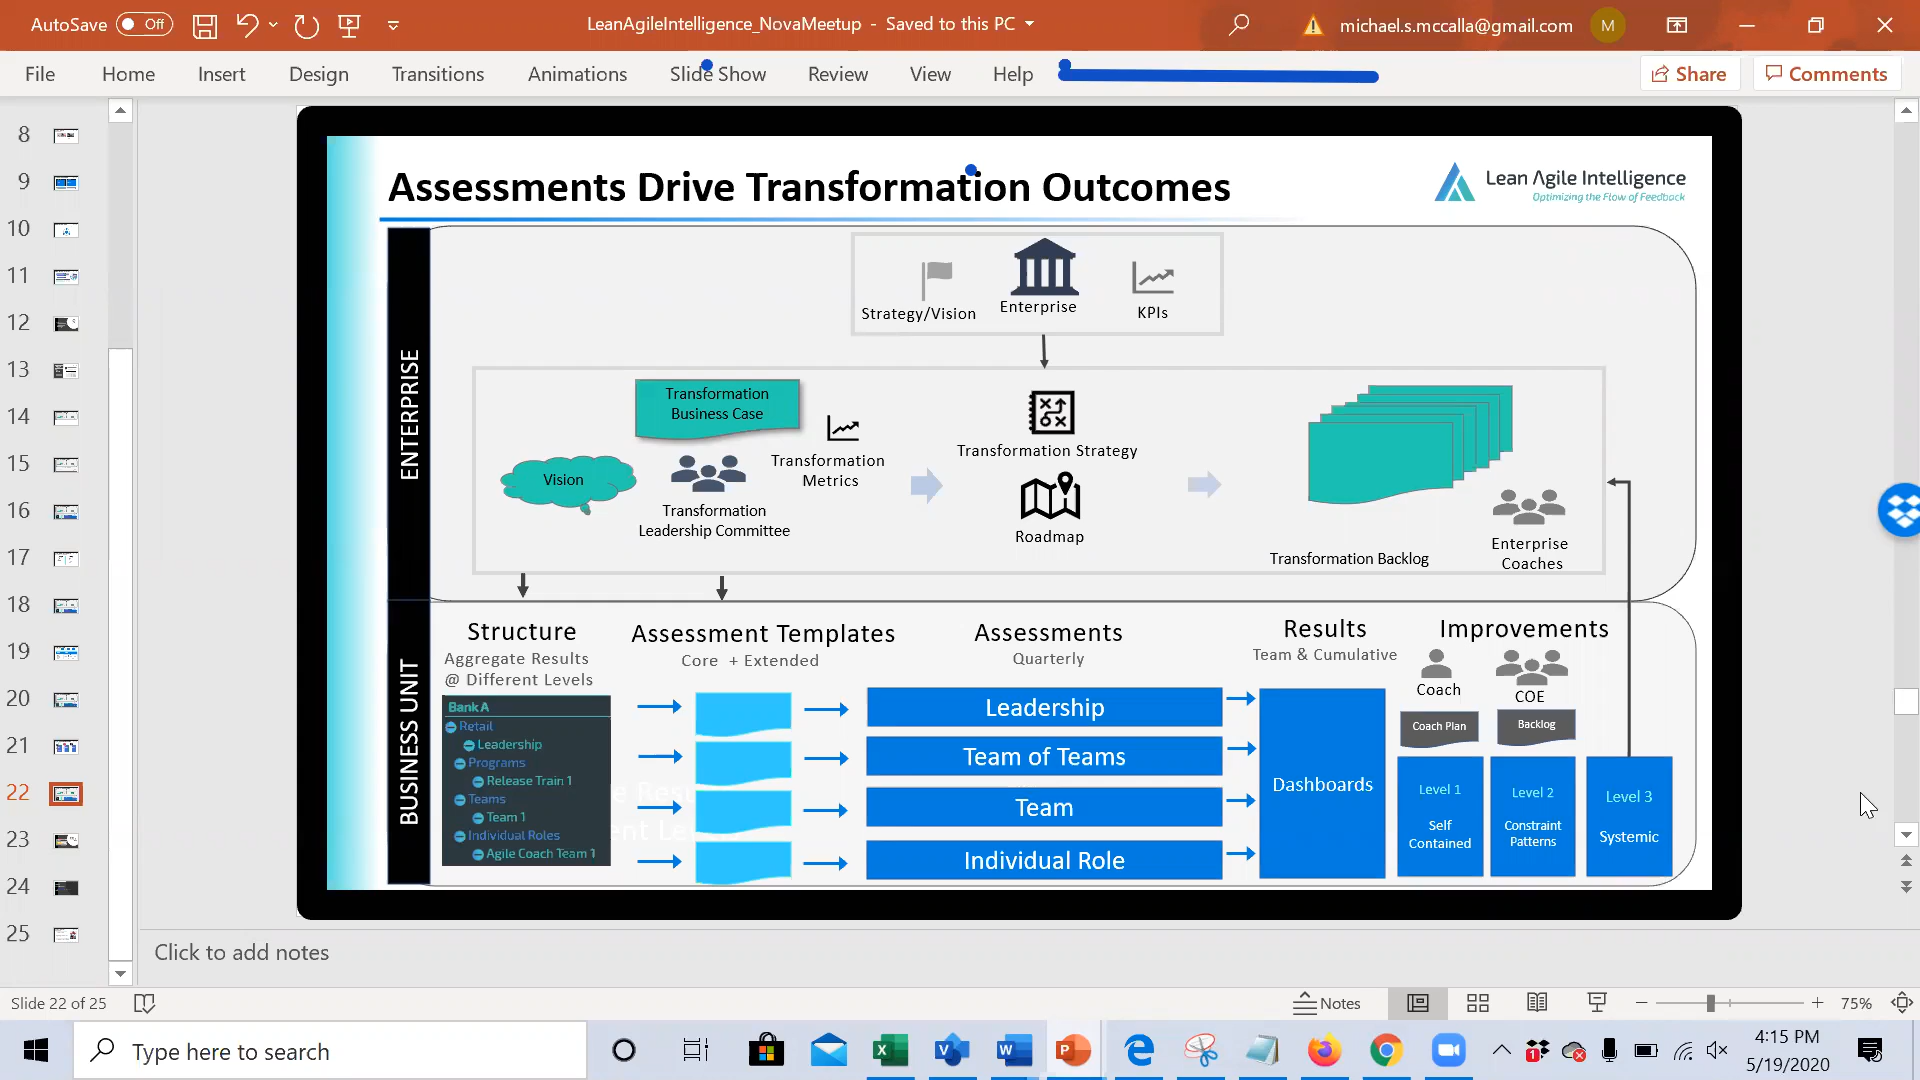 AutoSave Off
LeanAgileIntelligence_NovaMeetup - Saved to this PC
michael.s.mccalla@gmail.com
M
File Home Insert Design Transitions Animations Slide Show Review View Help
Share
Comments
8
9
10
11
12
13
14
15
16
17
18
19
20
21
22
23
24
25
Assessments Drive Transformation Outcomes
Lean Agile Intelligence
Optimizing the Flow of Feedback
ENTERPRISE
Strategy/Vision
Enterprise
KPIs
Transformation
Business Case
Vision
Transformation
Metrics
Transformation
Leadership Committee
Transformation Strategy
Roadmap
Transformation Backlog
Enterprise
Coaches
BUSINESS UNIT
Structure
Aggregate Results
@ Different Levels
Bank A
Retail
Leadership
Programs
Release Train 1
Teams
Team 1
Individual Roles
Agile Coach Team 1
Assessment Templates
Core + Extended
Assessments
Quarterly
Leadership
Team of Teams
Team
Individual Role
Results
Team & Cumulative
Dashboards
Improvements
Coach
COE
Coach Plan
Backlog
Level 1
Self
Contained
Level 2
Constraint
Patterns
Level 3
Systemic
Click to add notes
Slide 22 of 25
Notes
75%
Type here to search
4:15 PM
5/19/2020